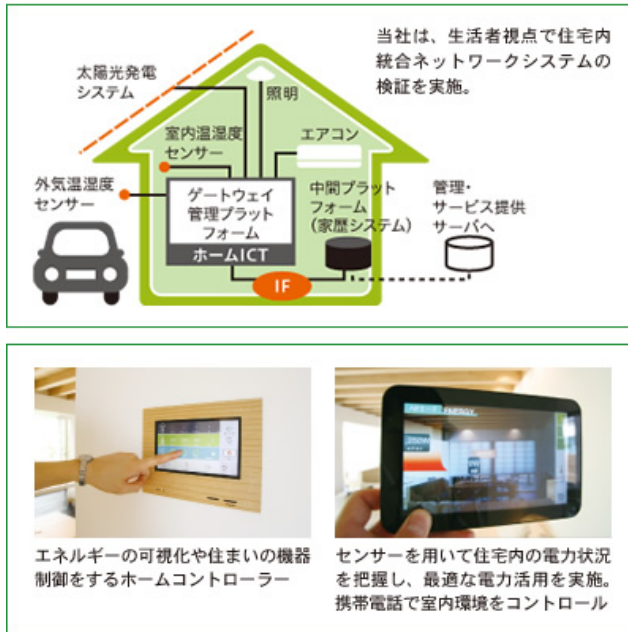 当社は、生活者視点で住宅内
統合ネットワークシステムの
検証を実施。
太陽光発電
システム
照明
室内温湿度
センサー
エアコン
外気温湿度
センサー
ゲートウェイ
管理プラット
フォーム
ホームICT
中間プラット
フォーム
（家歴システム）
管理・
サービス提供
サーバへ
IF
ENERGY
エネルギーの可視化や住まいの機器
制御をするホームコントローラー
センサーを用いて住宅内の電力状況
を把握し、最適な電力活用を実施。
携帯電話で室内環境をコントロール